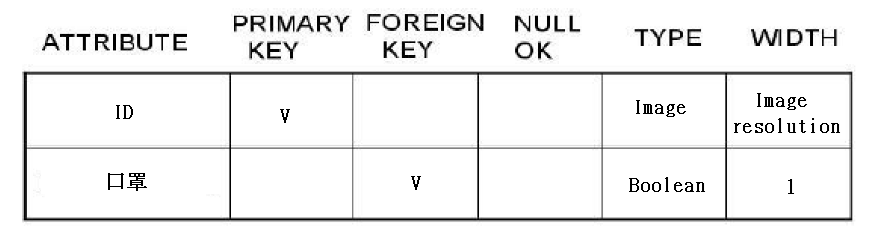 ATTRIBUTE PRIMARY KEY FOREIGN KEY NULL OK TYPE WIDTH
ID V Image Image resolution
口罩 V Boolean 1